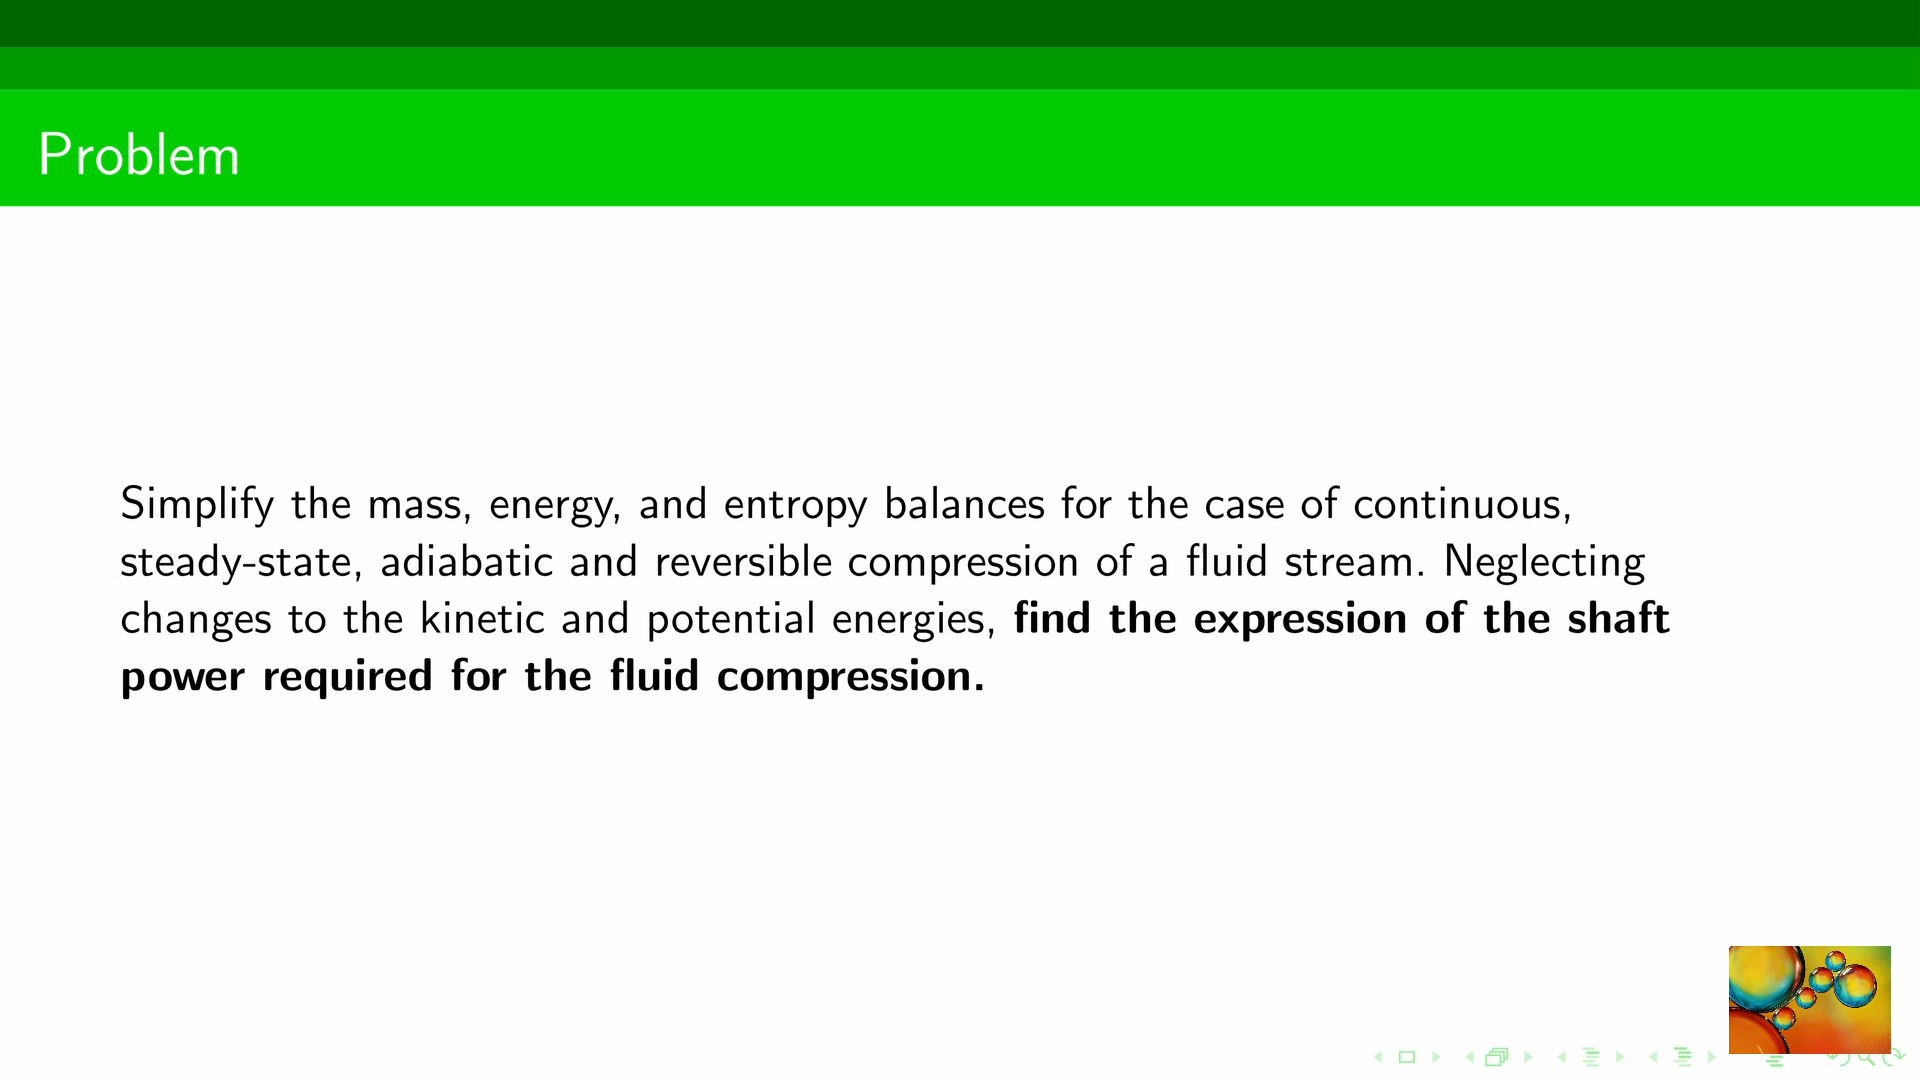 Problem
Simplify the mass, energy, and entropy balances for the case of continuous,
steady-state, adiabatic and reversible compression of a fluid stream. Neglecting
changes to the kinetic and potential energies, find the expression of the shaft
power required for the fluid compression.